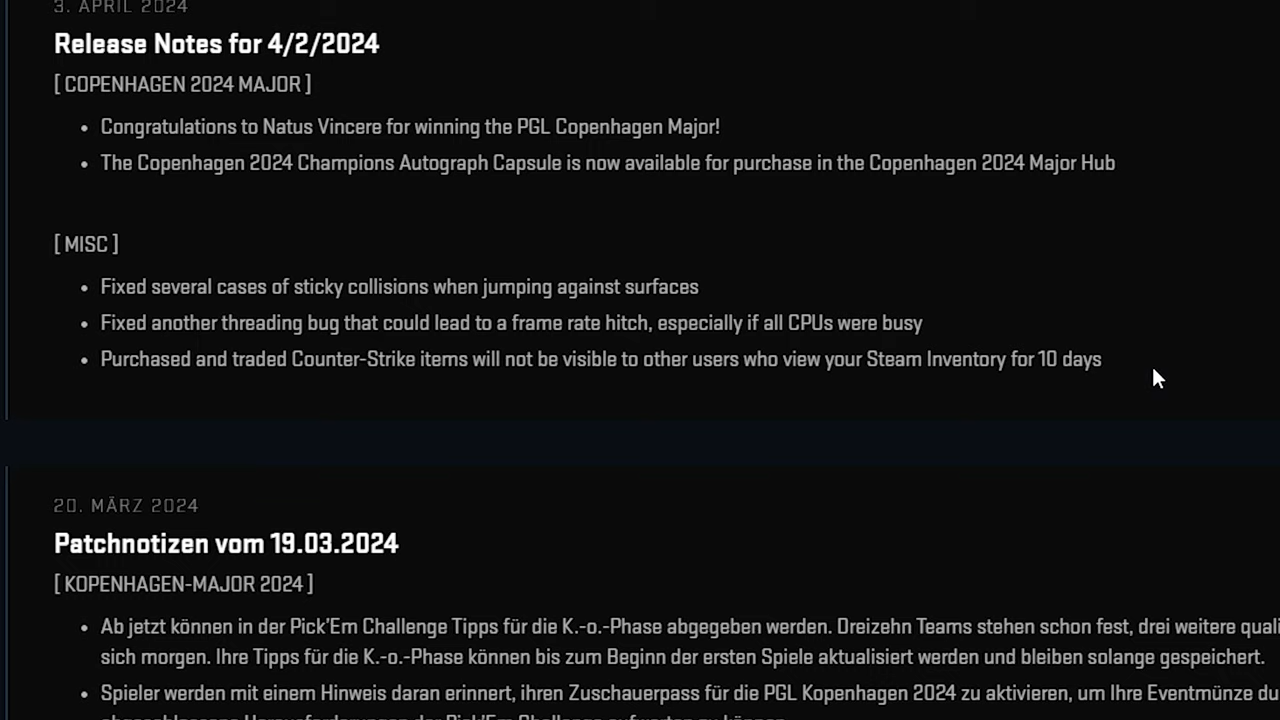 3. APRIL 2024
Release Notes for 4/2/2024
[ COPENHAGEN 2024 MAJOR ]
• Congratulations to Natus Vincere for winning the PGL Copenhagen Major!
• The Copenhagen 2024 Champions Autograph Capsule is now available for purchase in the Copenhagen 2024 Major Hub
[ MISC ]
• Fixed several cases of sticky collisions when jumping against surfaces
• Fixed another threading bug that could lead to a frame rate hitch, especially if all CPUs were busy
• Purchased and traded Counter-Strike items will not be visible to other users who view your Steam Inventory for 10 days
20. MÄRZ 2024
Patchnotizen vom 19.03.2024
[ KOPENHAGEN-MAJOR 2024 ]
• Ab jetzt können in der Pick'Em Challenge Tipps für die K.-o.-Phase abgegeben werden. Dreizehn Teams stehen schon fest, drei weitere quali
sich morgen. Ihre Tipps für die K.-o.-Phase können bis zum Beginn der ersten Spiele aktualisiert werden und bleiben solange gespeichert.
• Spieler werden mit einem Hinweis daran erinnert, ihren Zuschauerpass für die PGL Kopenhagen 2024 zu aktivieren, um Ihre Eventmünze du